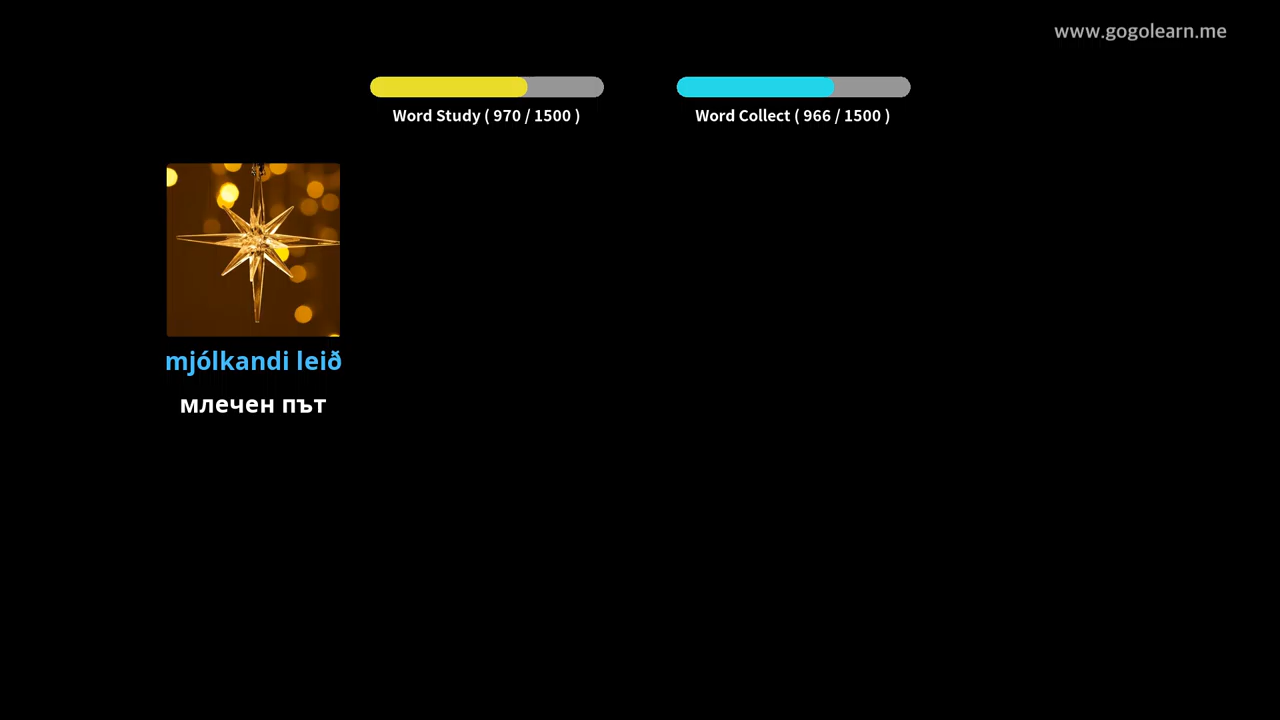 www.gogolearn.me
Word Study ( 970 / 1500 )
Word Collect ( 966 / 1500 )
mjólkandi leið
млечен път